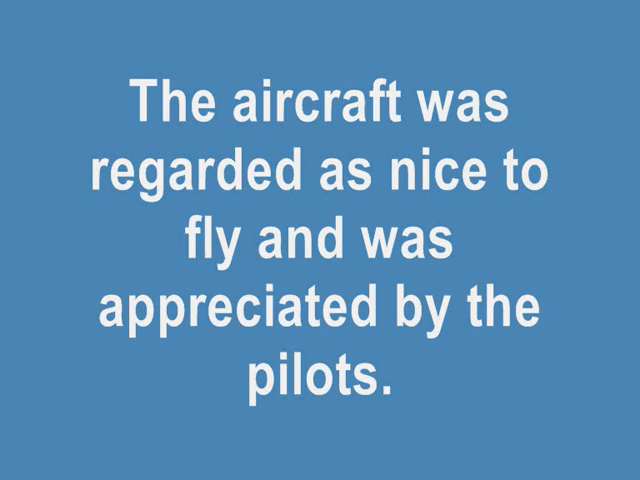 The aircraft was
regarded as nice to
fly and was
appreciated by the
pilots.